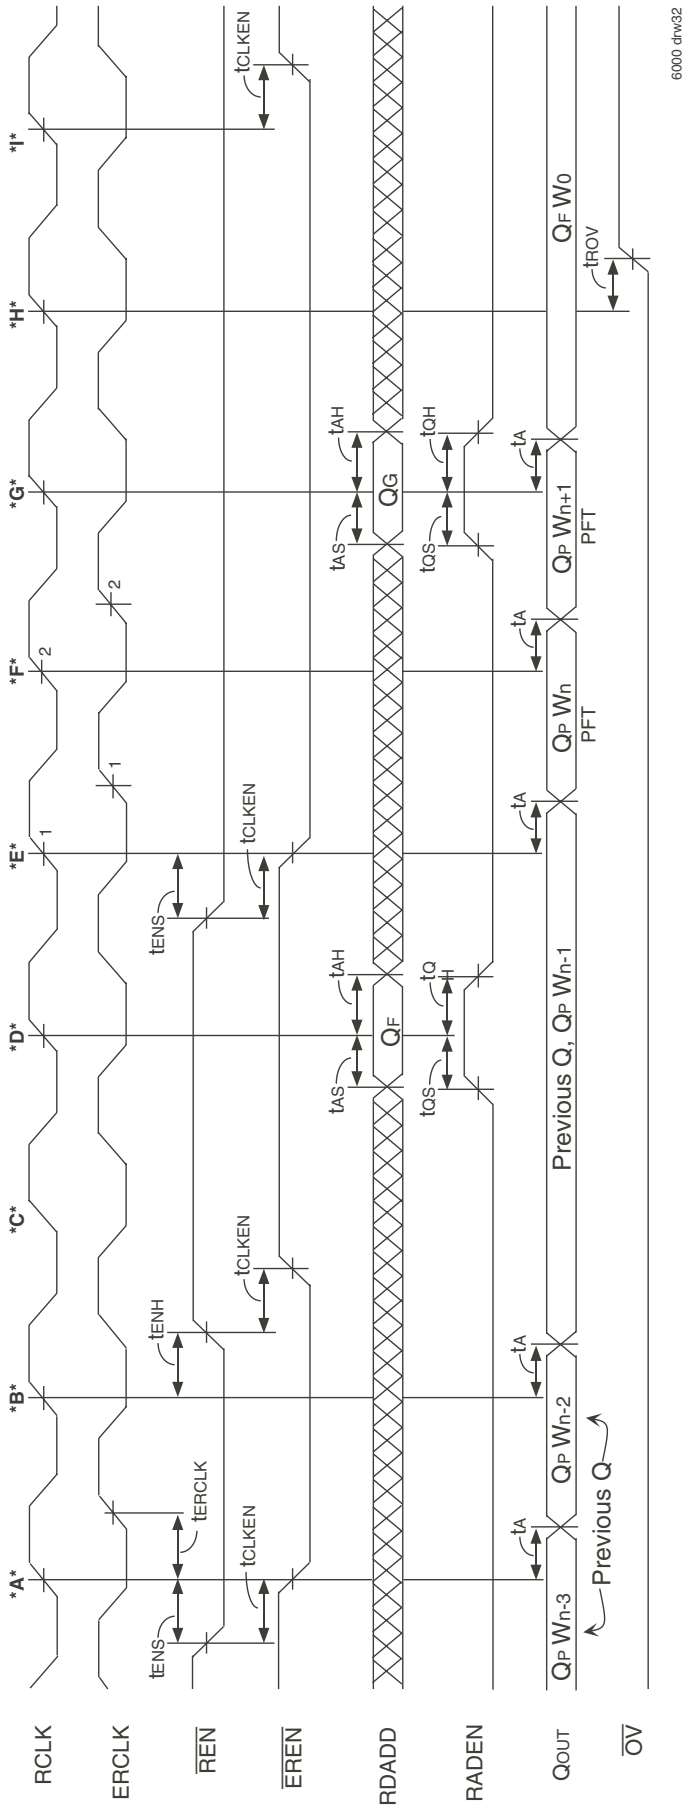 *A*
*B*
*C*
*D*
*E*
*F*
*G*
*H*
*I*
RCLK
1
2
ERCLK
tERCLK
1
2
REN
tENS
tENH
tENS
EREN
tCLKEN
tCLKEN
tCLKEN
tCLKEN
RDADD
tAS
QF
tAH
tAS
QG
tAH
RADEN
tQS
tQ
H
tQS
tQH
QOUT
QP Wn-3
tA
QP Wn-2
tA
Previous Q, QP Wn-1
tA
QP Wn
PFT
tA
QP Wn+1
PFT
tA
QF W0
Previous Q
OV
tROV
6000 drw32